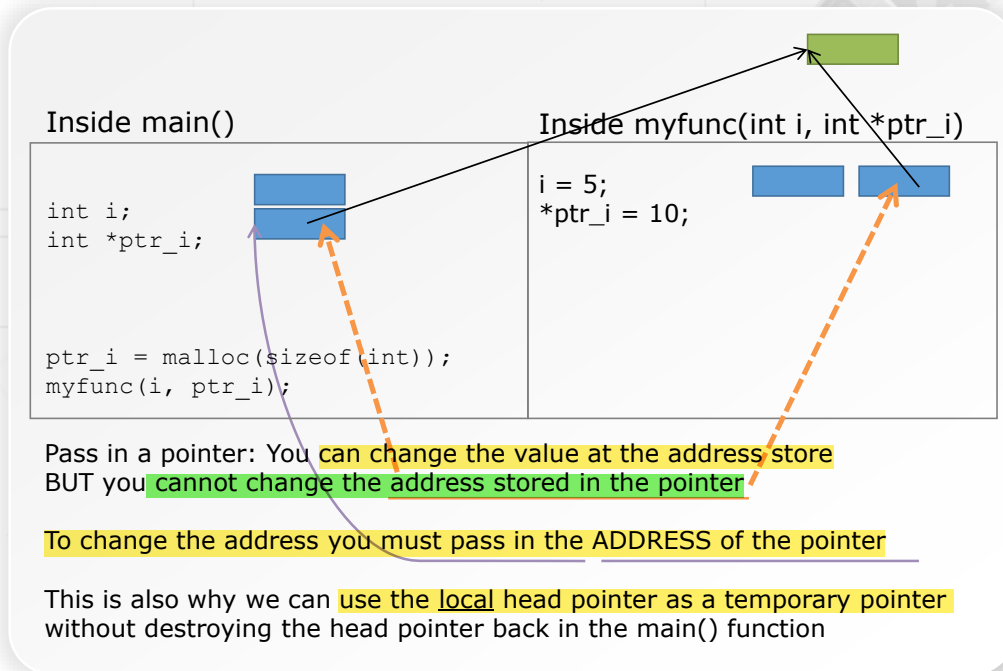 Inside main()
Inside myfunc(int i, int *ptr_i)
int i;
int *ptr_i;
ptr_i = malloc(sizeof(int));
myfunc(i, ptr_i);
i = 5;
*ptr_i = 10;
Pass in a pointer: You can change the value at the address store
BUT you cannot change the address stored in the pointer
To change the address you must pass in the ADDRESS of the pointer
This is also why we can use the local head pointer as a temporary pointer
without destroying the head pointer back in the main() function